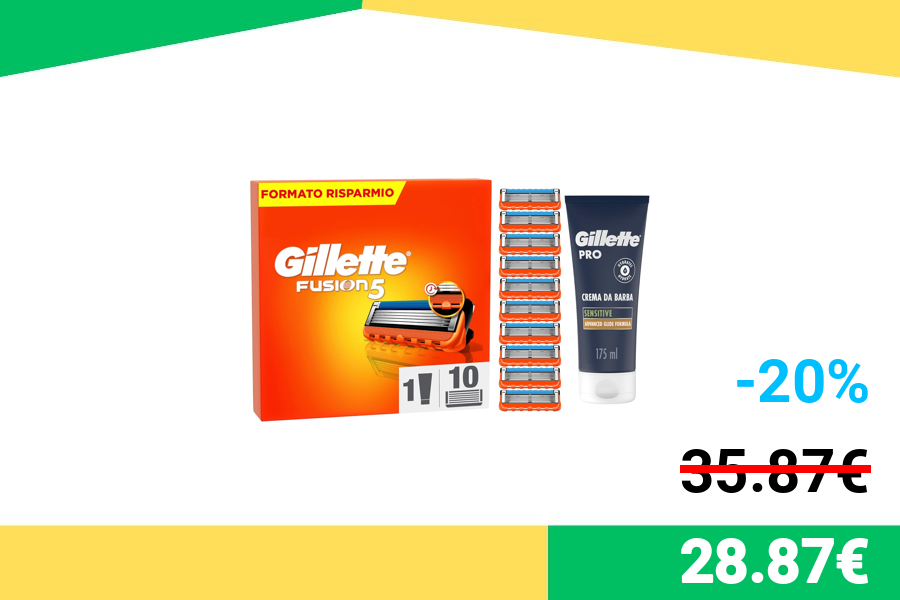 FORMATO RISPARMIO
Gillette
FUSION5
1
10
Gillette
PRO
CREMA DA BARBA
SENSITIVE
ADVANCED GLIDE FORMULA
175 ml
-20%
35.87€
28.87€